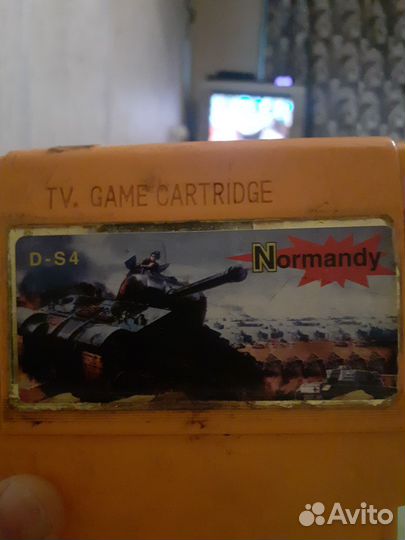 TV. GAME CARTRIDGE
D-S4
Normandy
Avito